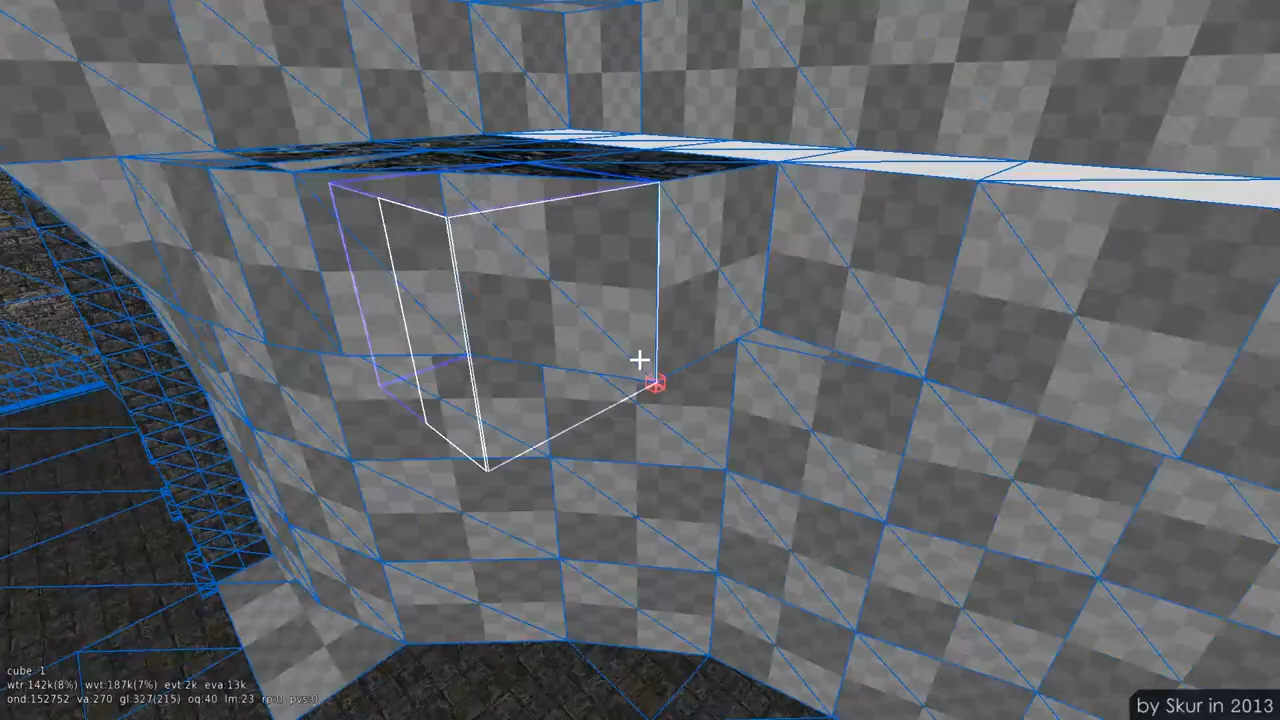 cube 1
wtr:142k(8%) wvt:187k(7%) evt:2k eva:13k
ond:152752 va:270 gl:327(215) oq:40 lm:23 rp:0 pvs:0
by Skur in 2013